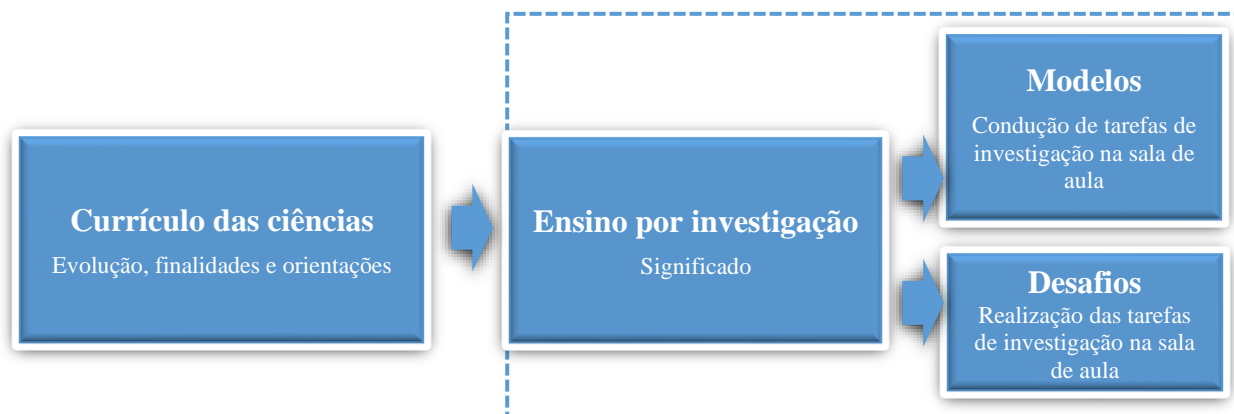 Currículo das ciências
Evolução, finalidades e orientações
Ensino por investigação
Significado
Modelos
Condução de tarefas de
investigação na sala de
aula
Desafios
Realização das tarefas
de investigação na sala
de aula